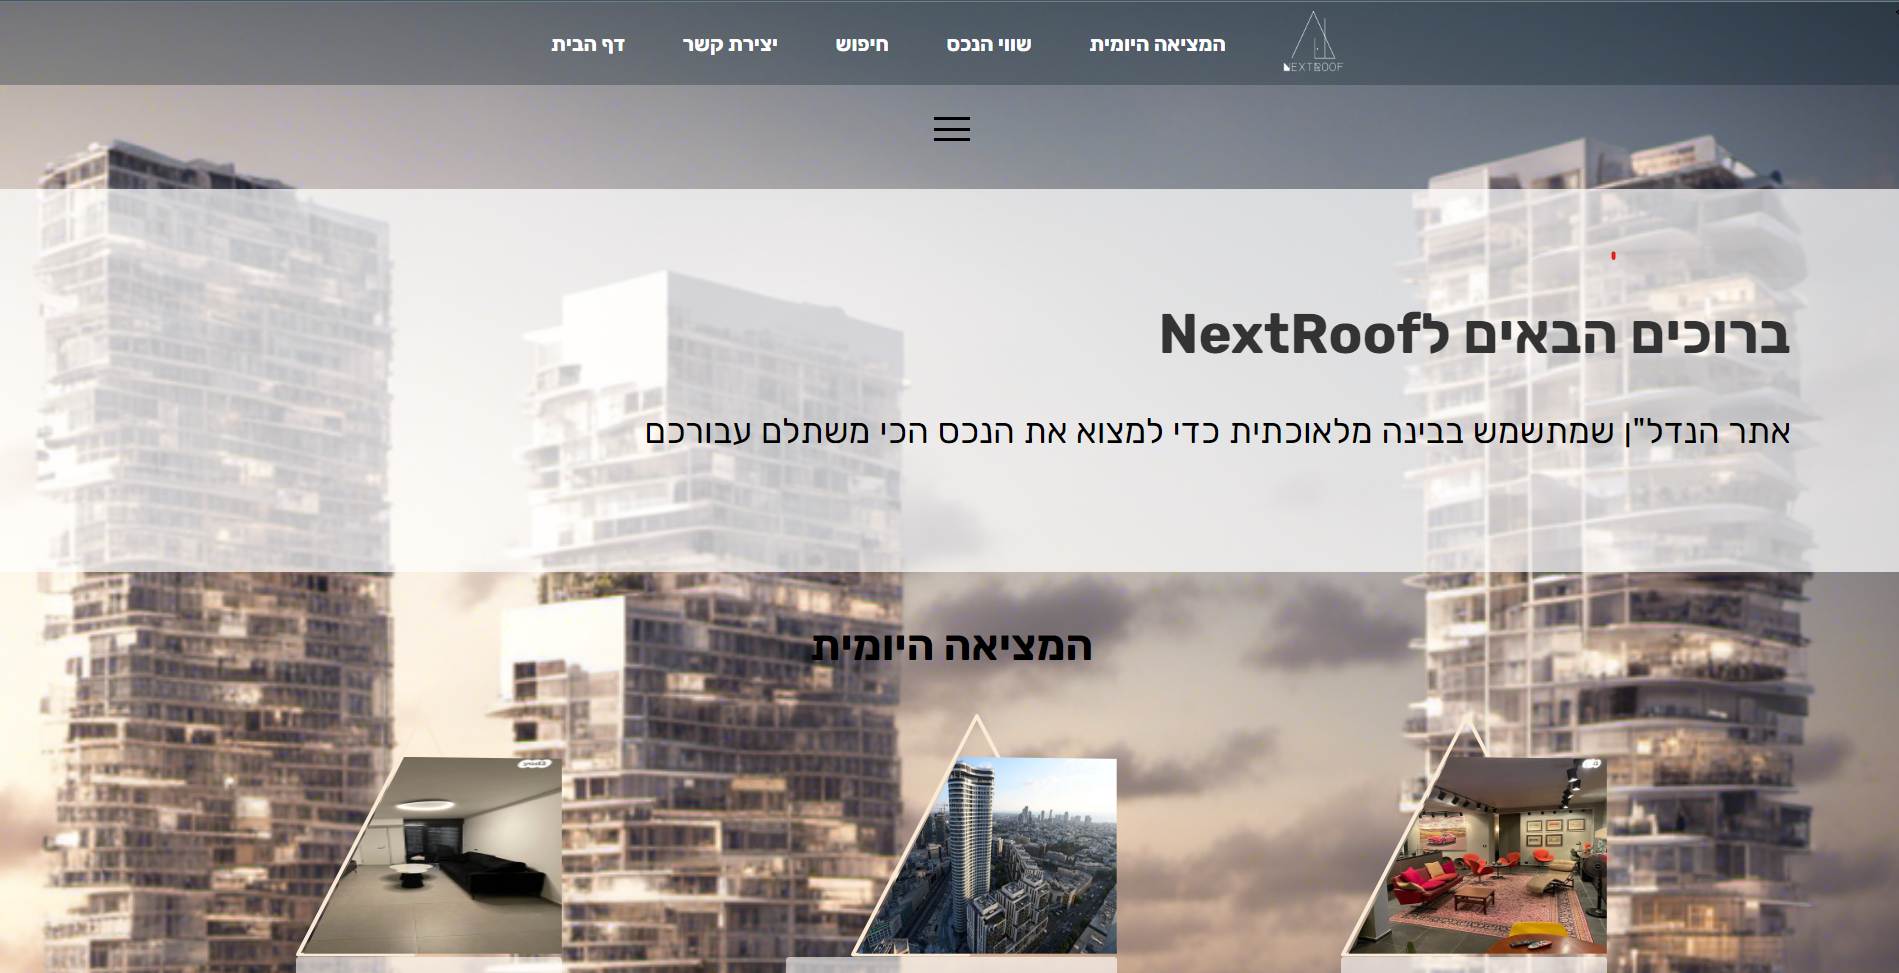 NEXTROOF
המציאה היומית
שווי הנכס
חיפוש
יצירת קשר
דף הבית
ברוכים הבאים לNextRoof
אתר הנדל"ן שמתשמש בבינה מלאוכתית כדי למצוא את הנכס הכי משתלם עבורכם
המציאה היומית